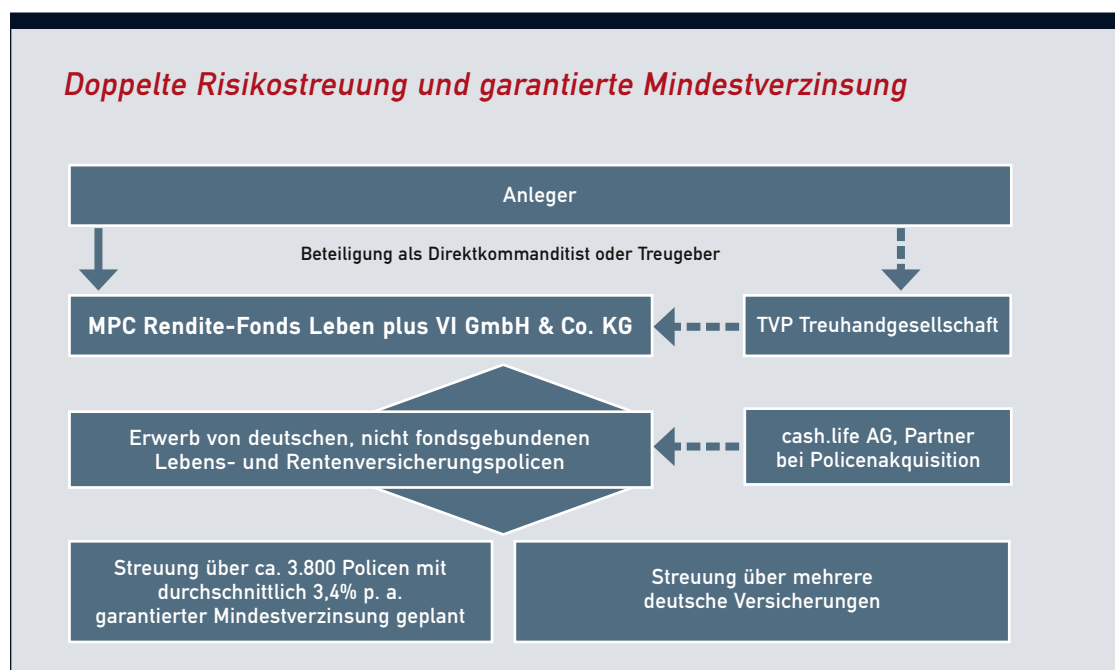 Doppelte Risikostreuung und garantierte Mindestverzinsung
Anleger
Beteiligung als Direktkommanditist oder Treugeber
MPC Rendite-Fonds Leben plus VI GmbH & Co. KG
TVP Treuhandgesellschaft
Erwerb von deutschen, nicht fondsgebundenen
Lebens- und Rentenversicherungspolicen
cash.life AG, Partner
bei Policenakquisition
Streuung über ca. 3.800 Policen mit
durchschnittlich 3,4% p. a.
garantierter Mindestverzinsung geplant
Streuung über mehrere
deutsche Versicherungen